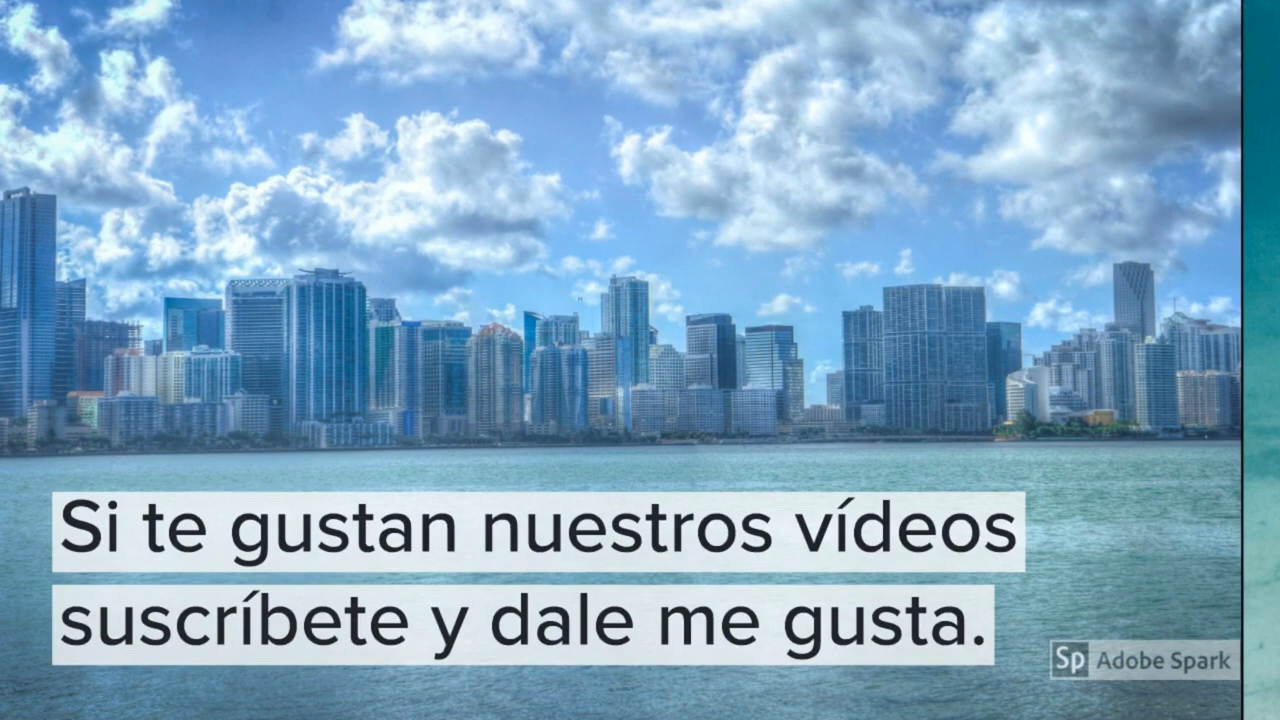 Si te gustan nuestros vídeos
suscríbete y dale me gusta.
Sp Adobe Spark